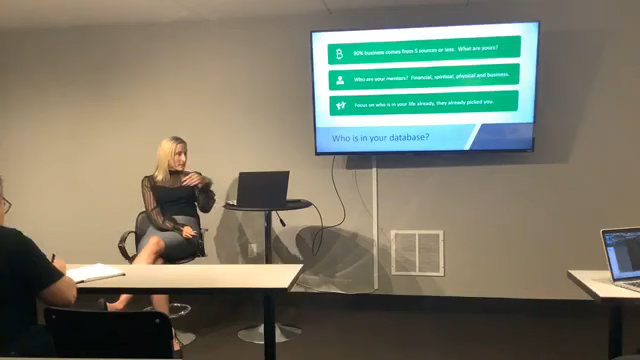 90% business comes from 5 sources or less. What are yours?
Who are your mentors? Financial, spiritual, physical and business.
Focus on who is in your life already, they already picked you.
Who is in your database?